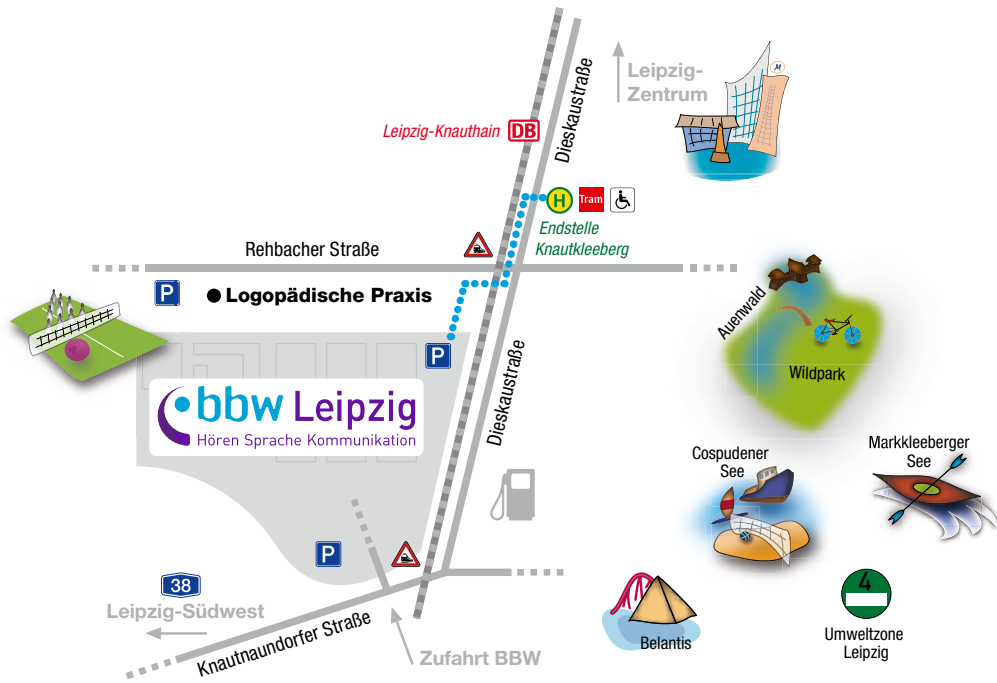 Leipzig-
Zentrum
M
Dieskaustraße
Leipzig-Knauthain DB
H Tram
Endstelle
Knautkleeberg
Rehbacher Straße
P
Logopädische Praxis
P
Auenwald
Wildpark
bbw Leipzig
Hören Sprache Kommunikation
Dieskaustraße
Cospudener
See
Markkleeberger
See
P
38
Leipzig-Südwest
Knautnaundorfer Straße
Zufahrt BBW
Belantis
4
Umweltzone
Leipzig